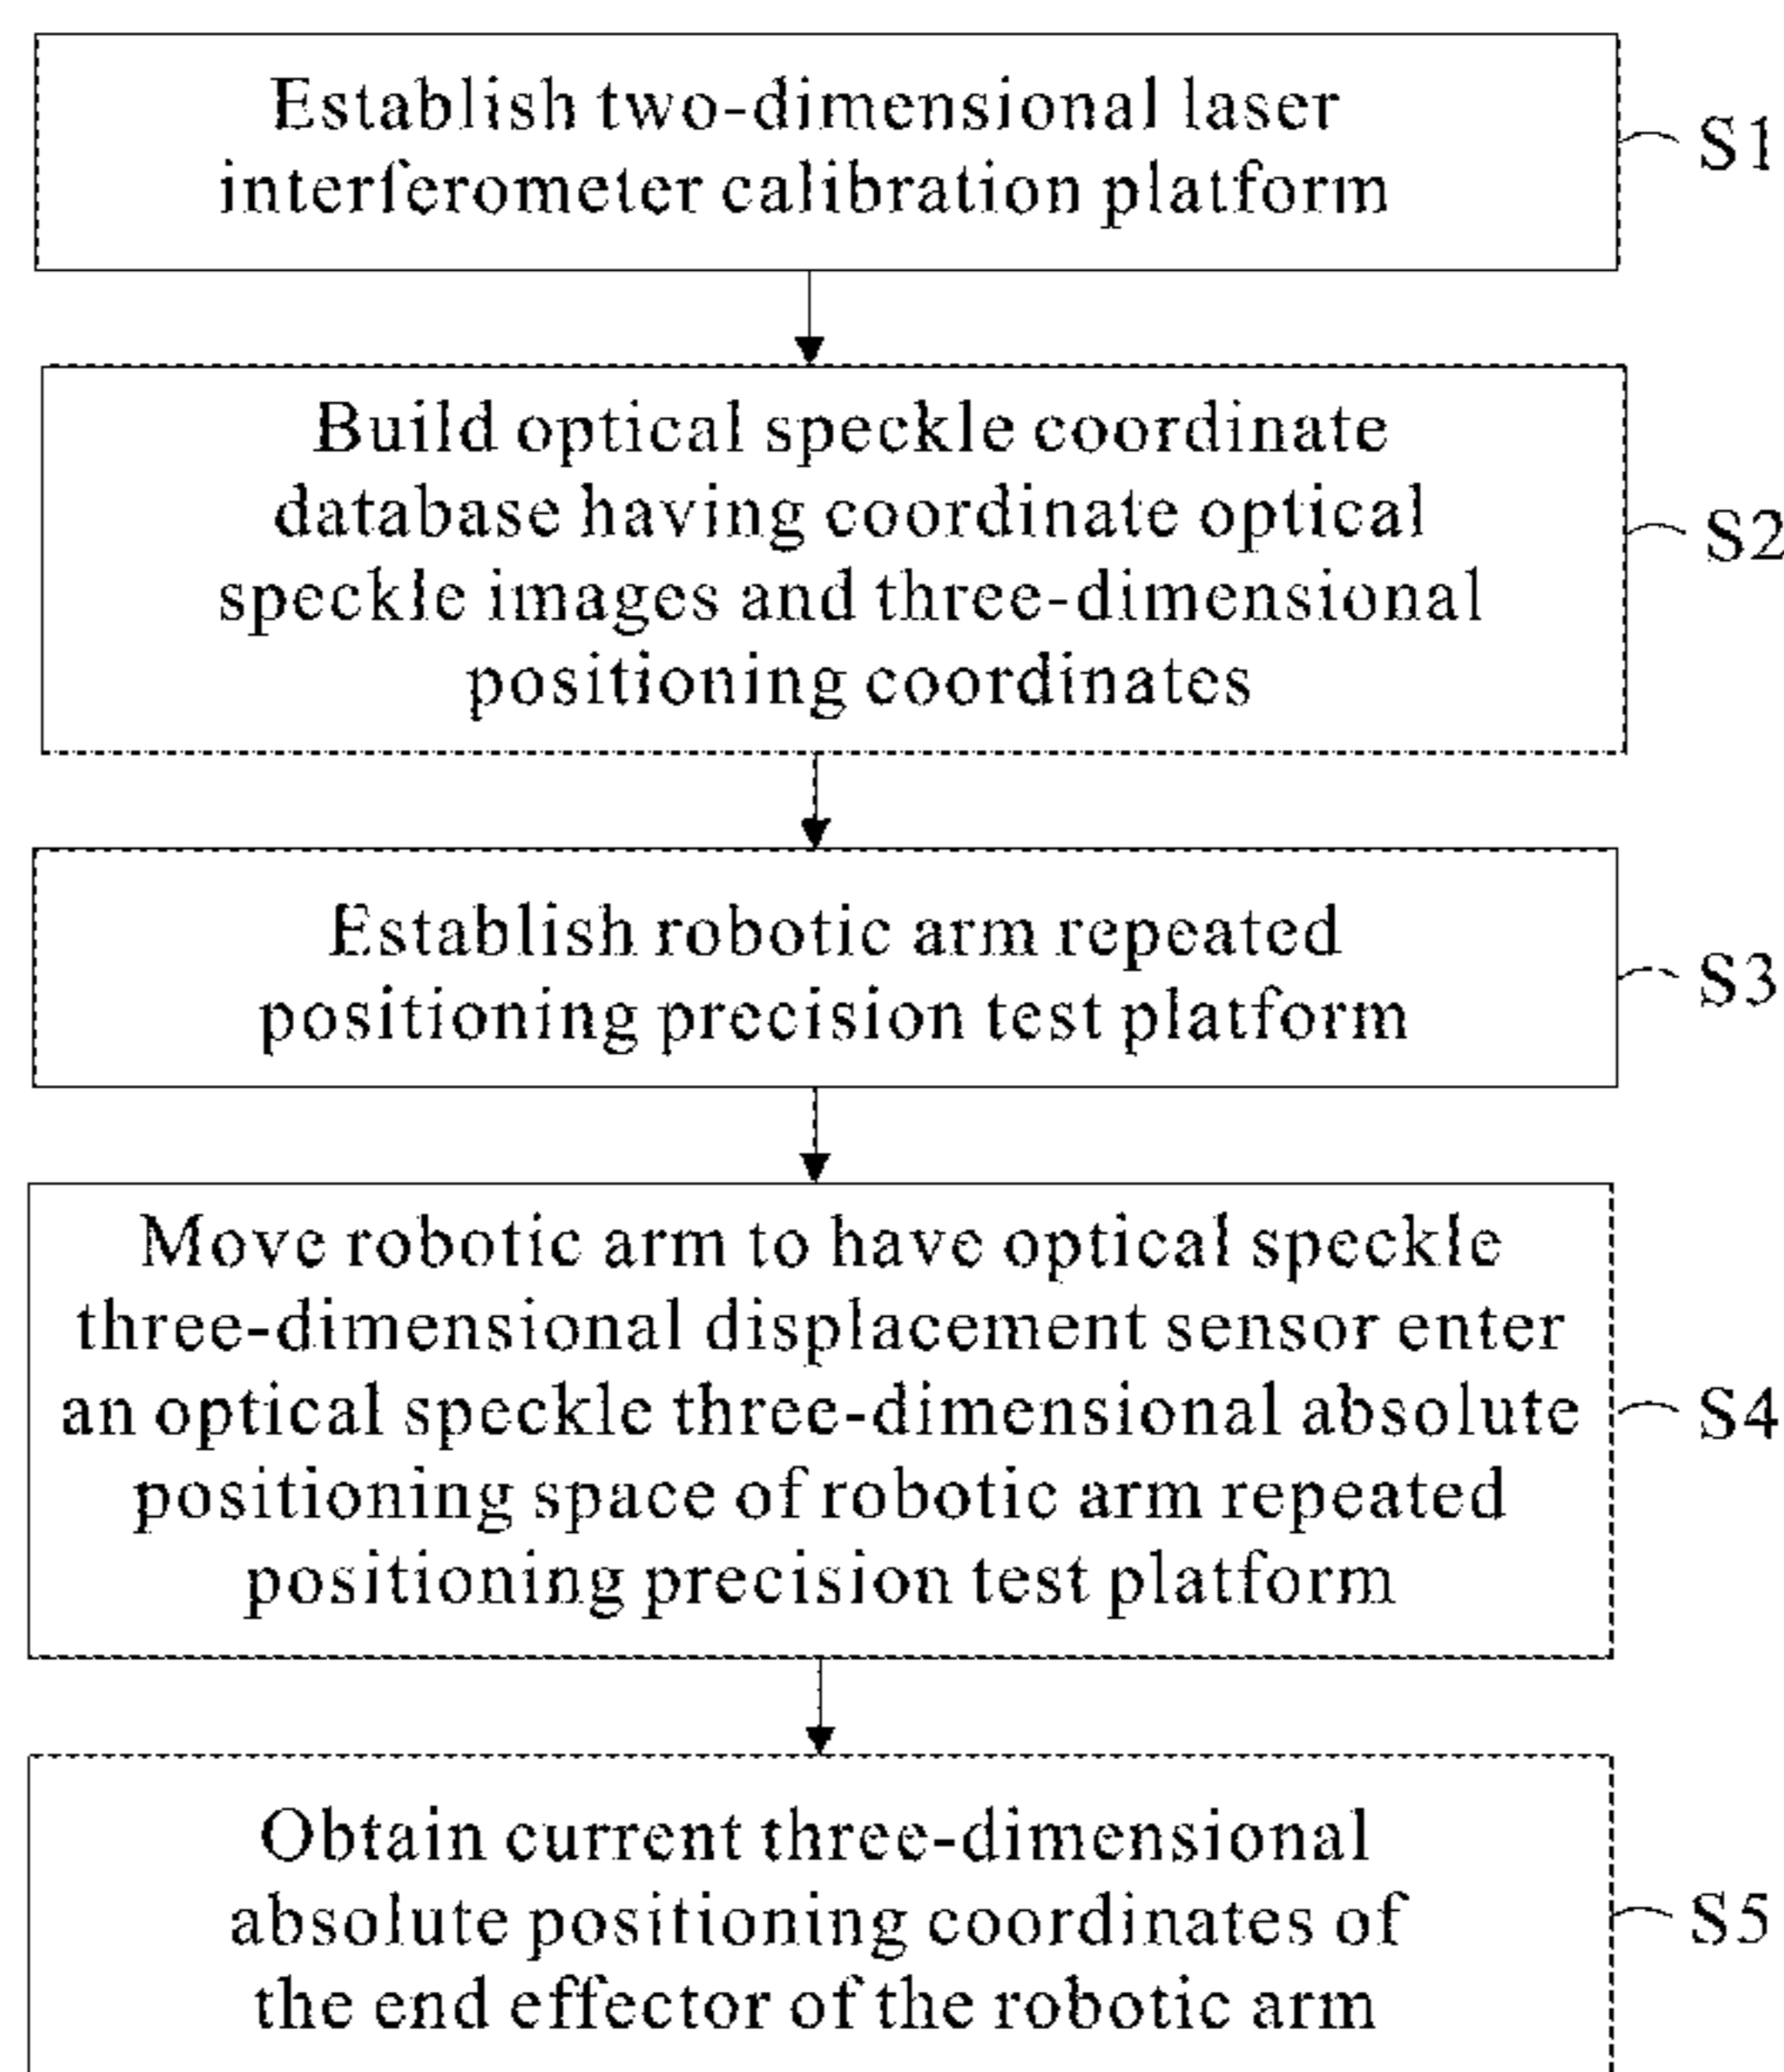 Establish two-dimensional laser
interferometer calibration platform
S1
Build optical speckle coordinate
database having coordinate optical
speckle images and three-dimensional
positioning coordinates
S2
Establish robotic arm repeated
positioning precision test platform
S3
Move robotic arm to have optical speckle
three-dimensional displacement sensor enter
an optical speckle three-dimensional absolute
positioning space of robotic arm repeated
positioning precision test platform
S4
Obtain current three-dimensional
absolute positioning coordinates of
the end effector of the robotic arm
S5